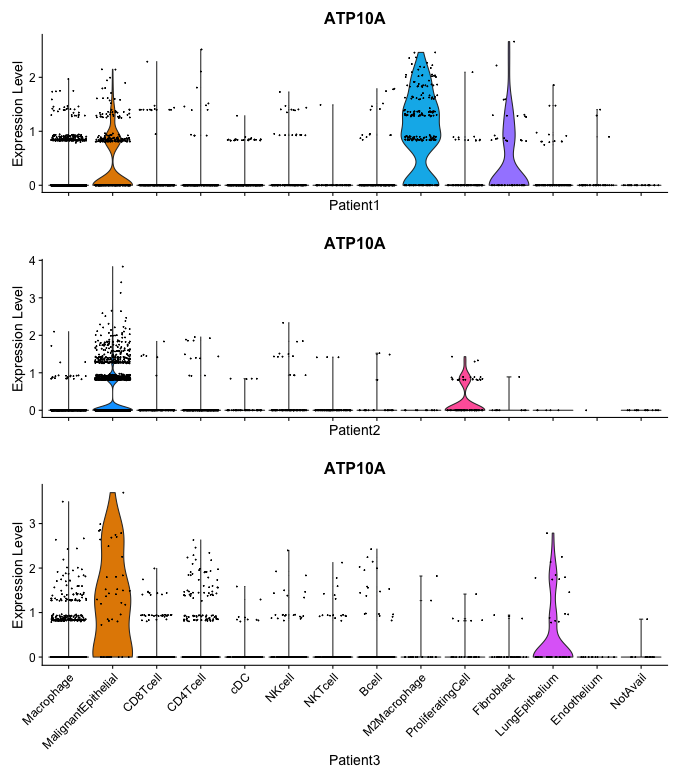 ATP10A
Expression Level
2
1
0
Patient1
ATP10A
Expression Level
4
3
2
1
0
Patient2
ATP10A
Expression Level
3
2
1
0
Macrophage
MalignantEpithelial
CD8Tcell
CD4Tcell
cDC
NKcell
NKTcell
Bcell
M2Macrophage
ProliferatingCell
Fibroblast
LungEpithelium
Endothelium
NotAvail
Patient3